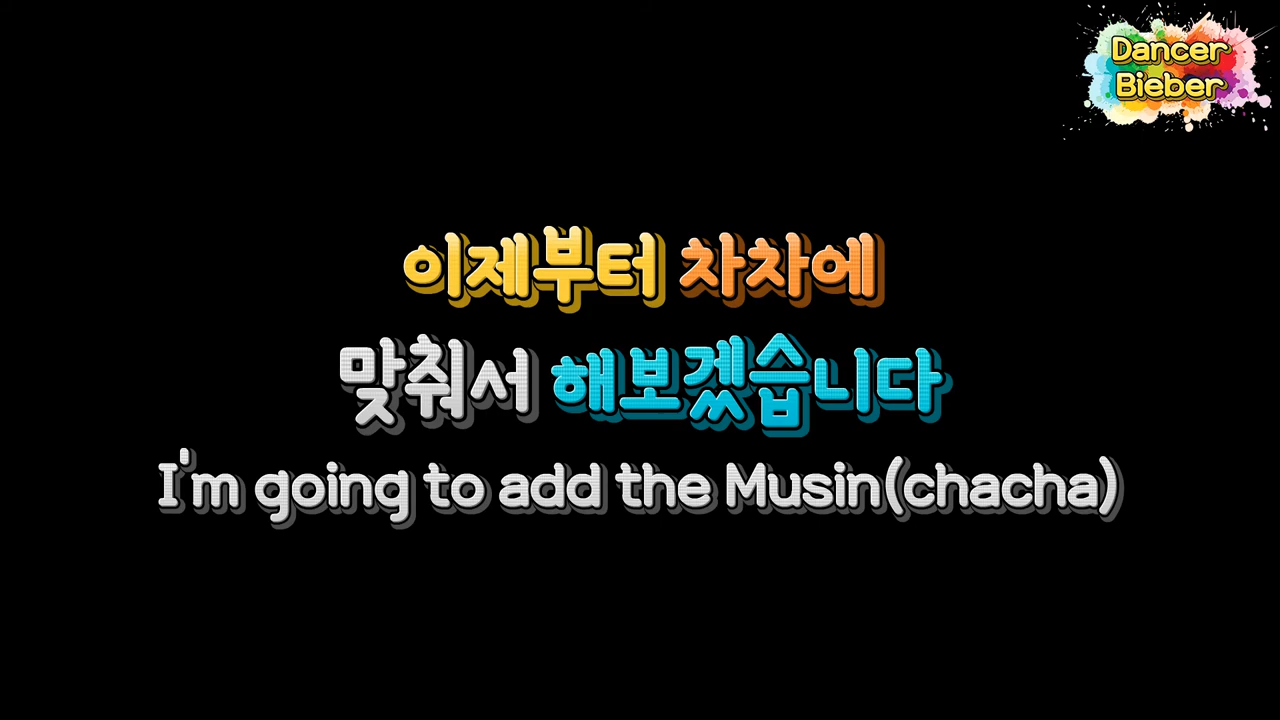 Dancer
Bieber
이제부터 차차에
맞춰서 해보겠습니다
I'm going to add the Musin(chacha)